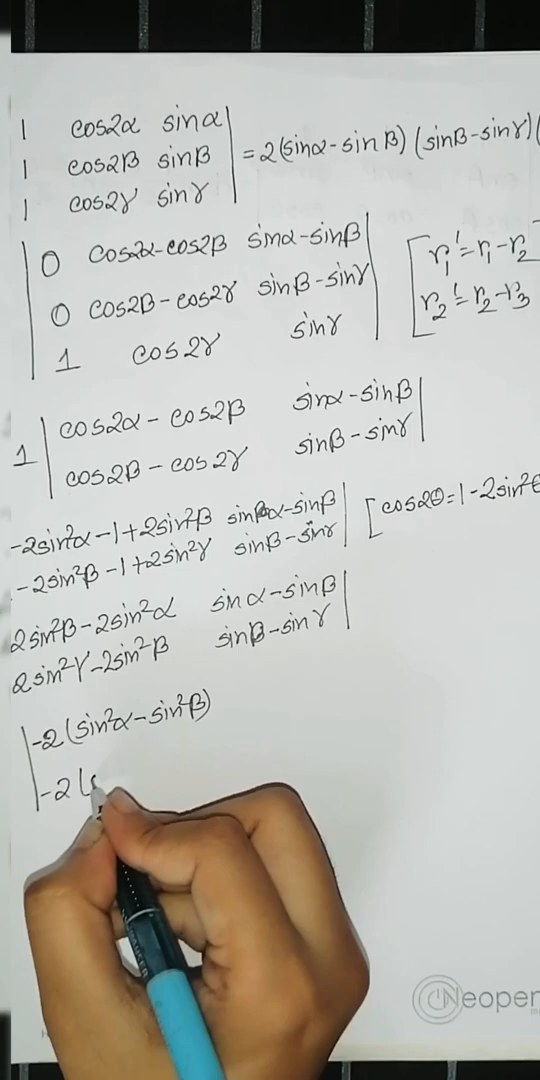 1 cos2α sinα
1 cos2β sinβ = 2(sinα-sinβ)(sinβ-sinγ)(
1 cos2γ sinγ
0 cos2α-cos2β sinα-sinβ
0 cos2β-cos2γ sinβ-sinγ
1 cos2γ sinγ
[r₁'=r₁-r₂
r₂'=r₂-r₃
1 | cos2α-cos2β sinα-sinβ |
cos2β-cos2γ sinβ-sinγ
-2sin²α-1+2sin²β sinα-sinβ [cos2θ=1-2sin²θ
-2sin²β-1+2sin²γ sinβ-sinγ
2sin²β-2sin²α sinα-sinβ
2sin²γ-2sin²β sinβ-sinγ
-2(sin²α-sin²β)
-2(
Neopen